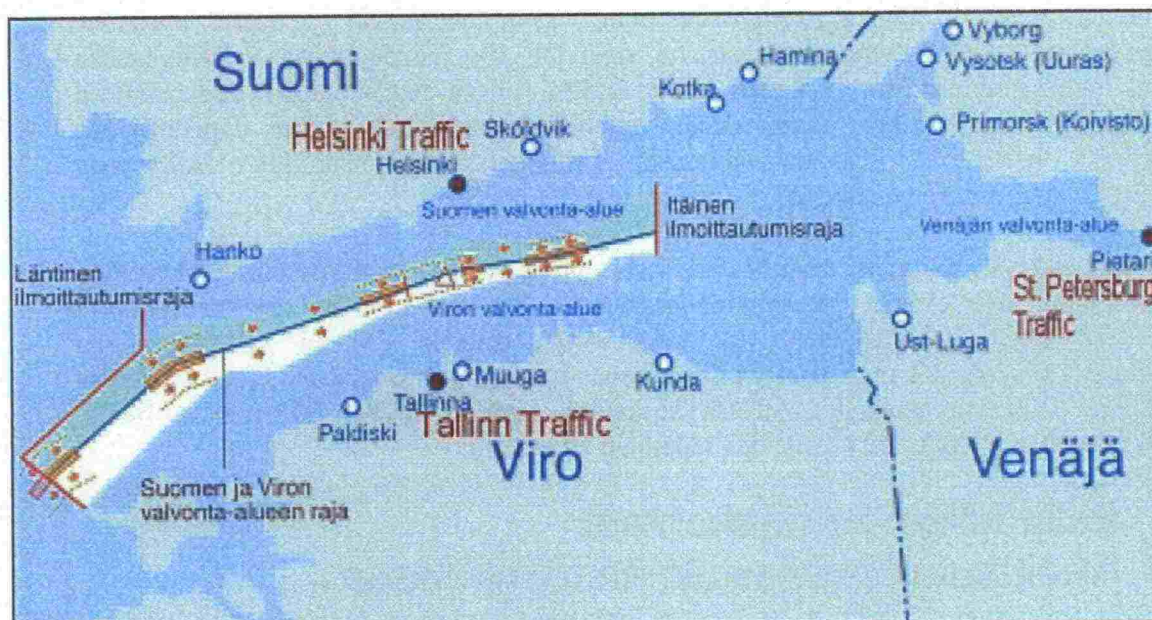 Suomi
Vyborg
Hamina
Vysotsk (Uuras)
Kotka
Primorsk (Koivisto)
Helsinki Traffic
Sköldvik
Helsinki
Suomen valvonta-alue
Itäinen
ilmoittautumisraja
Venäjän valvonta-alue
Hanko
Läntinen
ilmoittautumisraja
Pietari
St. Petersburg
Traffic
Viron valvonta-alue
Ust-Luga
Muuga
Kunda
Tallinna
Paldiski
Tallinn Traffic
Viro
Venäjä
Suomen ja Viron
valvonta-alueen raja